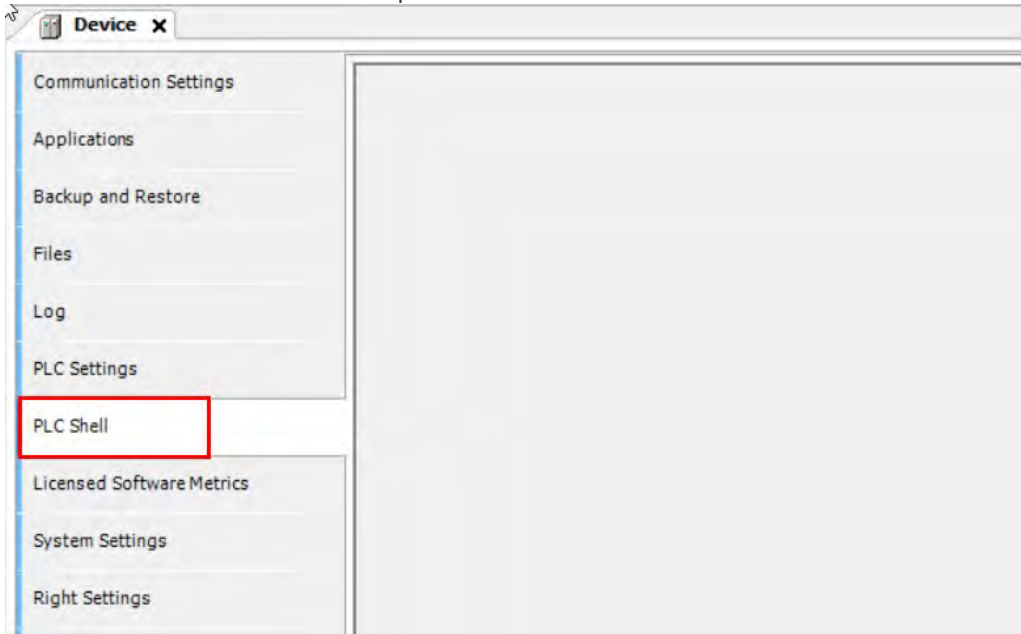 Device
Communication Settings
Applications
Backup and Restore
Files
Log
PLC Settings
PLC Shell
Licensed Software Metrics
System Settings
Right Settings